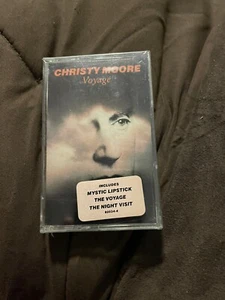 CHRISTY MOORE
Voyage
INCLUDES
MYSTIC LIPSTICK
THE VOYAGE
THE NIGHT VISIT